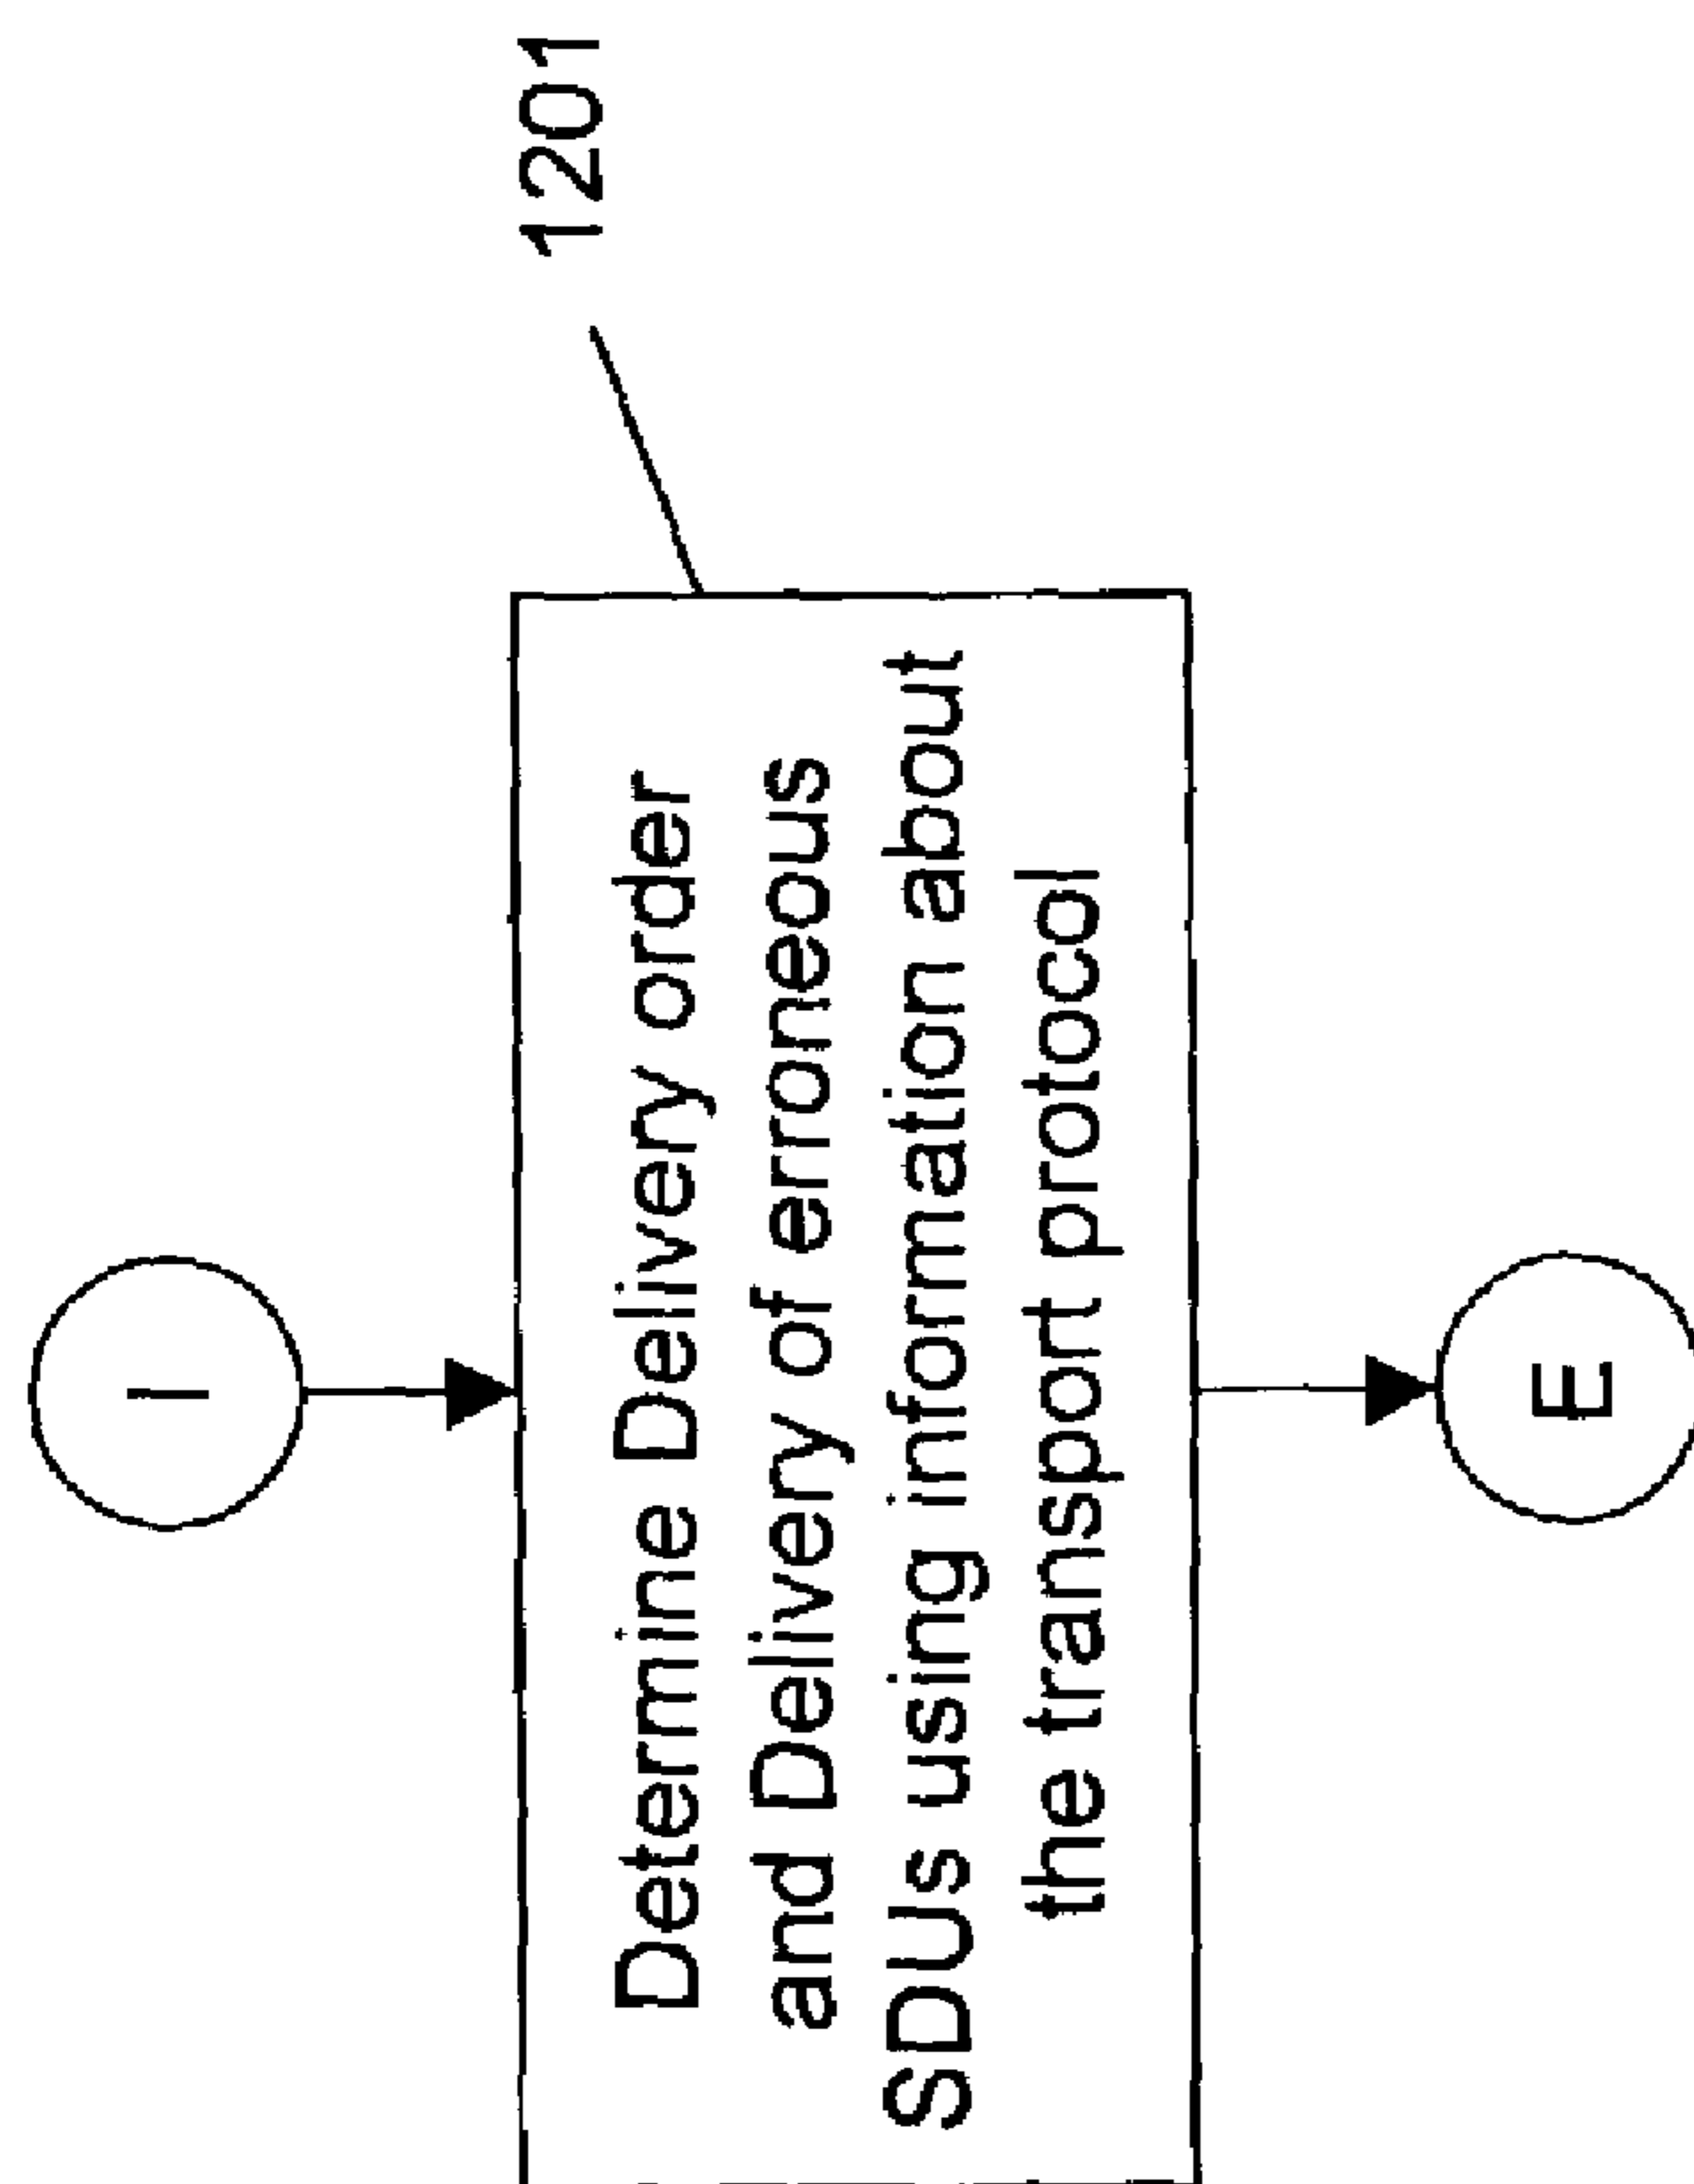 I
1201
Determine Delivery order
and Delivery of erroneous
SDUs using information about
the transport protocol
E